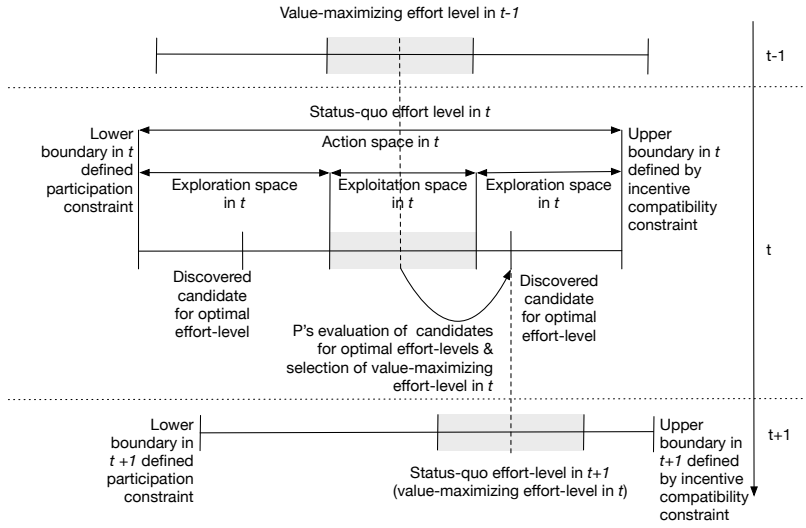 Value-maximizing effort level in t-1
t-1
Status-quo effort level in t
Action space in t
Lower
boundary in t
defined
participation
constraint
Exploration space
in t
Exploitation space
in t
Exploration space
in t
Upper
boundary in t
defined by
incentive
compatibility
constraint
t
Discovered
candidate
for optimal
effort-level
Discovered
candidate
for optimal
effort-level
P's evaluation of candidates
for optimal effort-levels &
selection of value-maximizing
effort-level in t
Lower
boundary in
t +1 defined
participation
constraint
Status-quo effort-level in t+1
(value-maximizing effort-level in t)
Upper
boundary in
t+1 defined
by incentive
compatibility
constraint
t+1